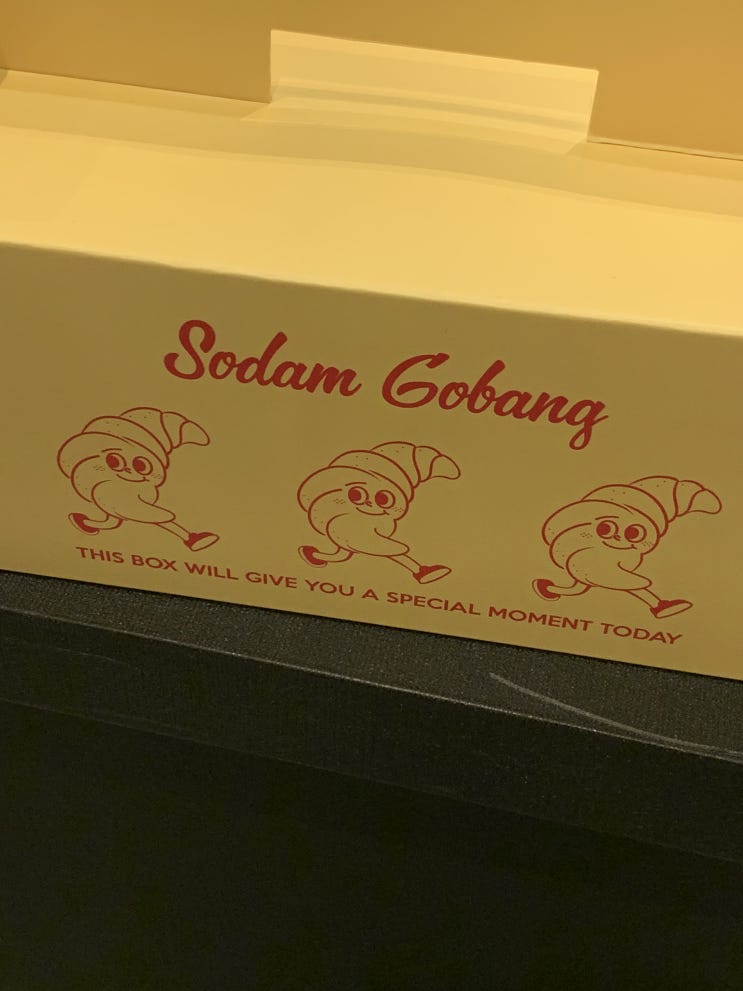 Sodam Gobang
THIS BOX WILL GIVE YOU A SPECIAL MOMENT TODAY